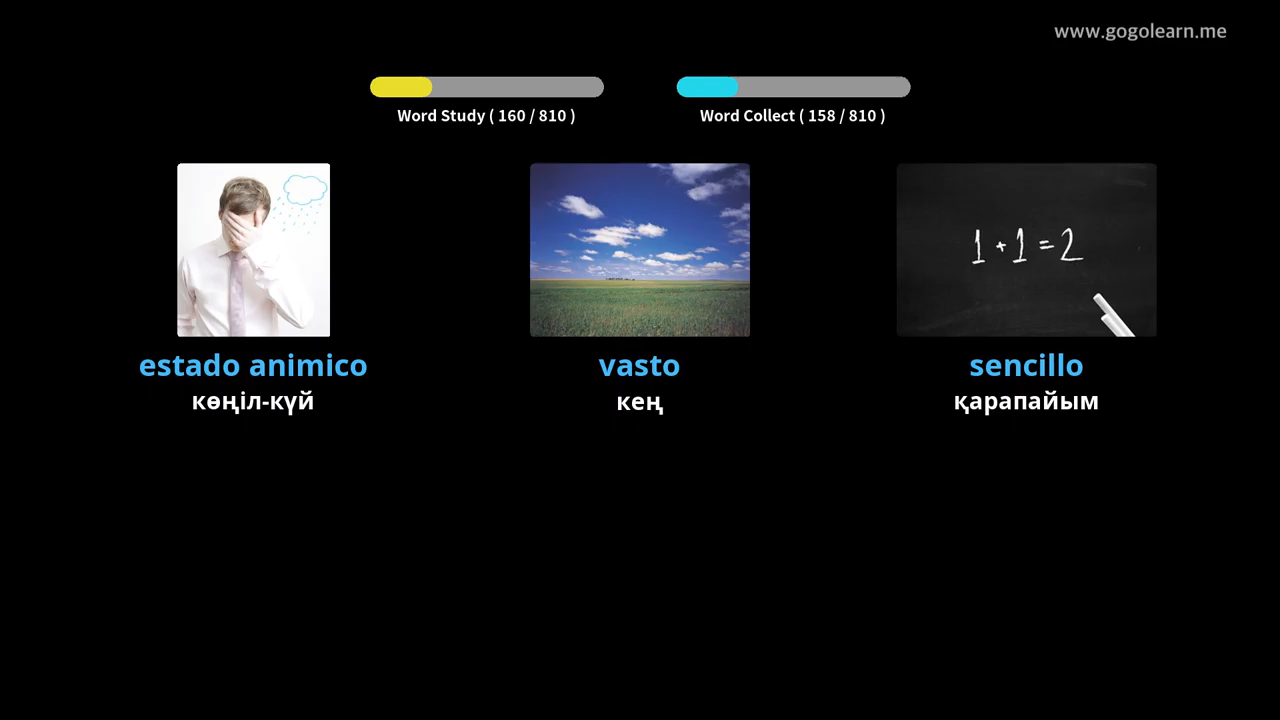 www.gogolearn.me
Word Study ( 160 / 810 )
Word Collect ( 158 / 810 )
1 + 1 = 2
estado animico
vasto
sencillo
көңіл-күй
кең
қарапайым